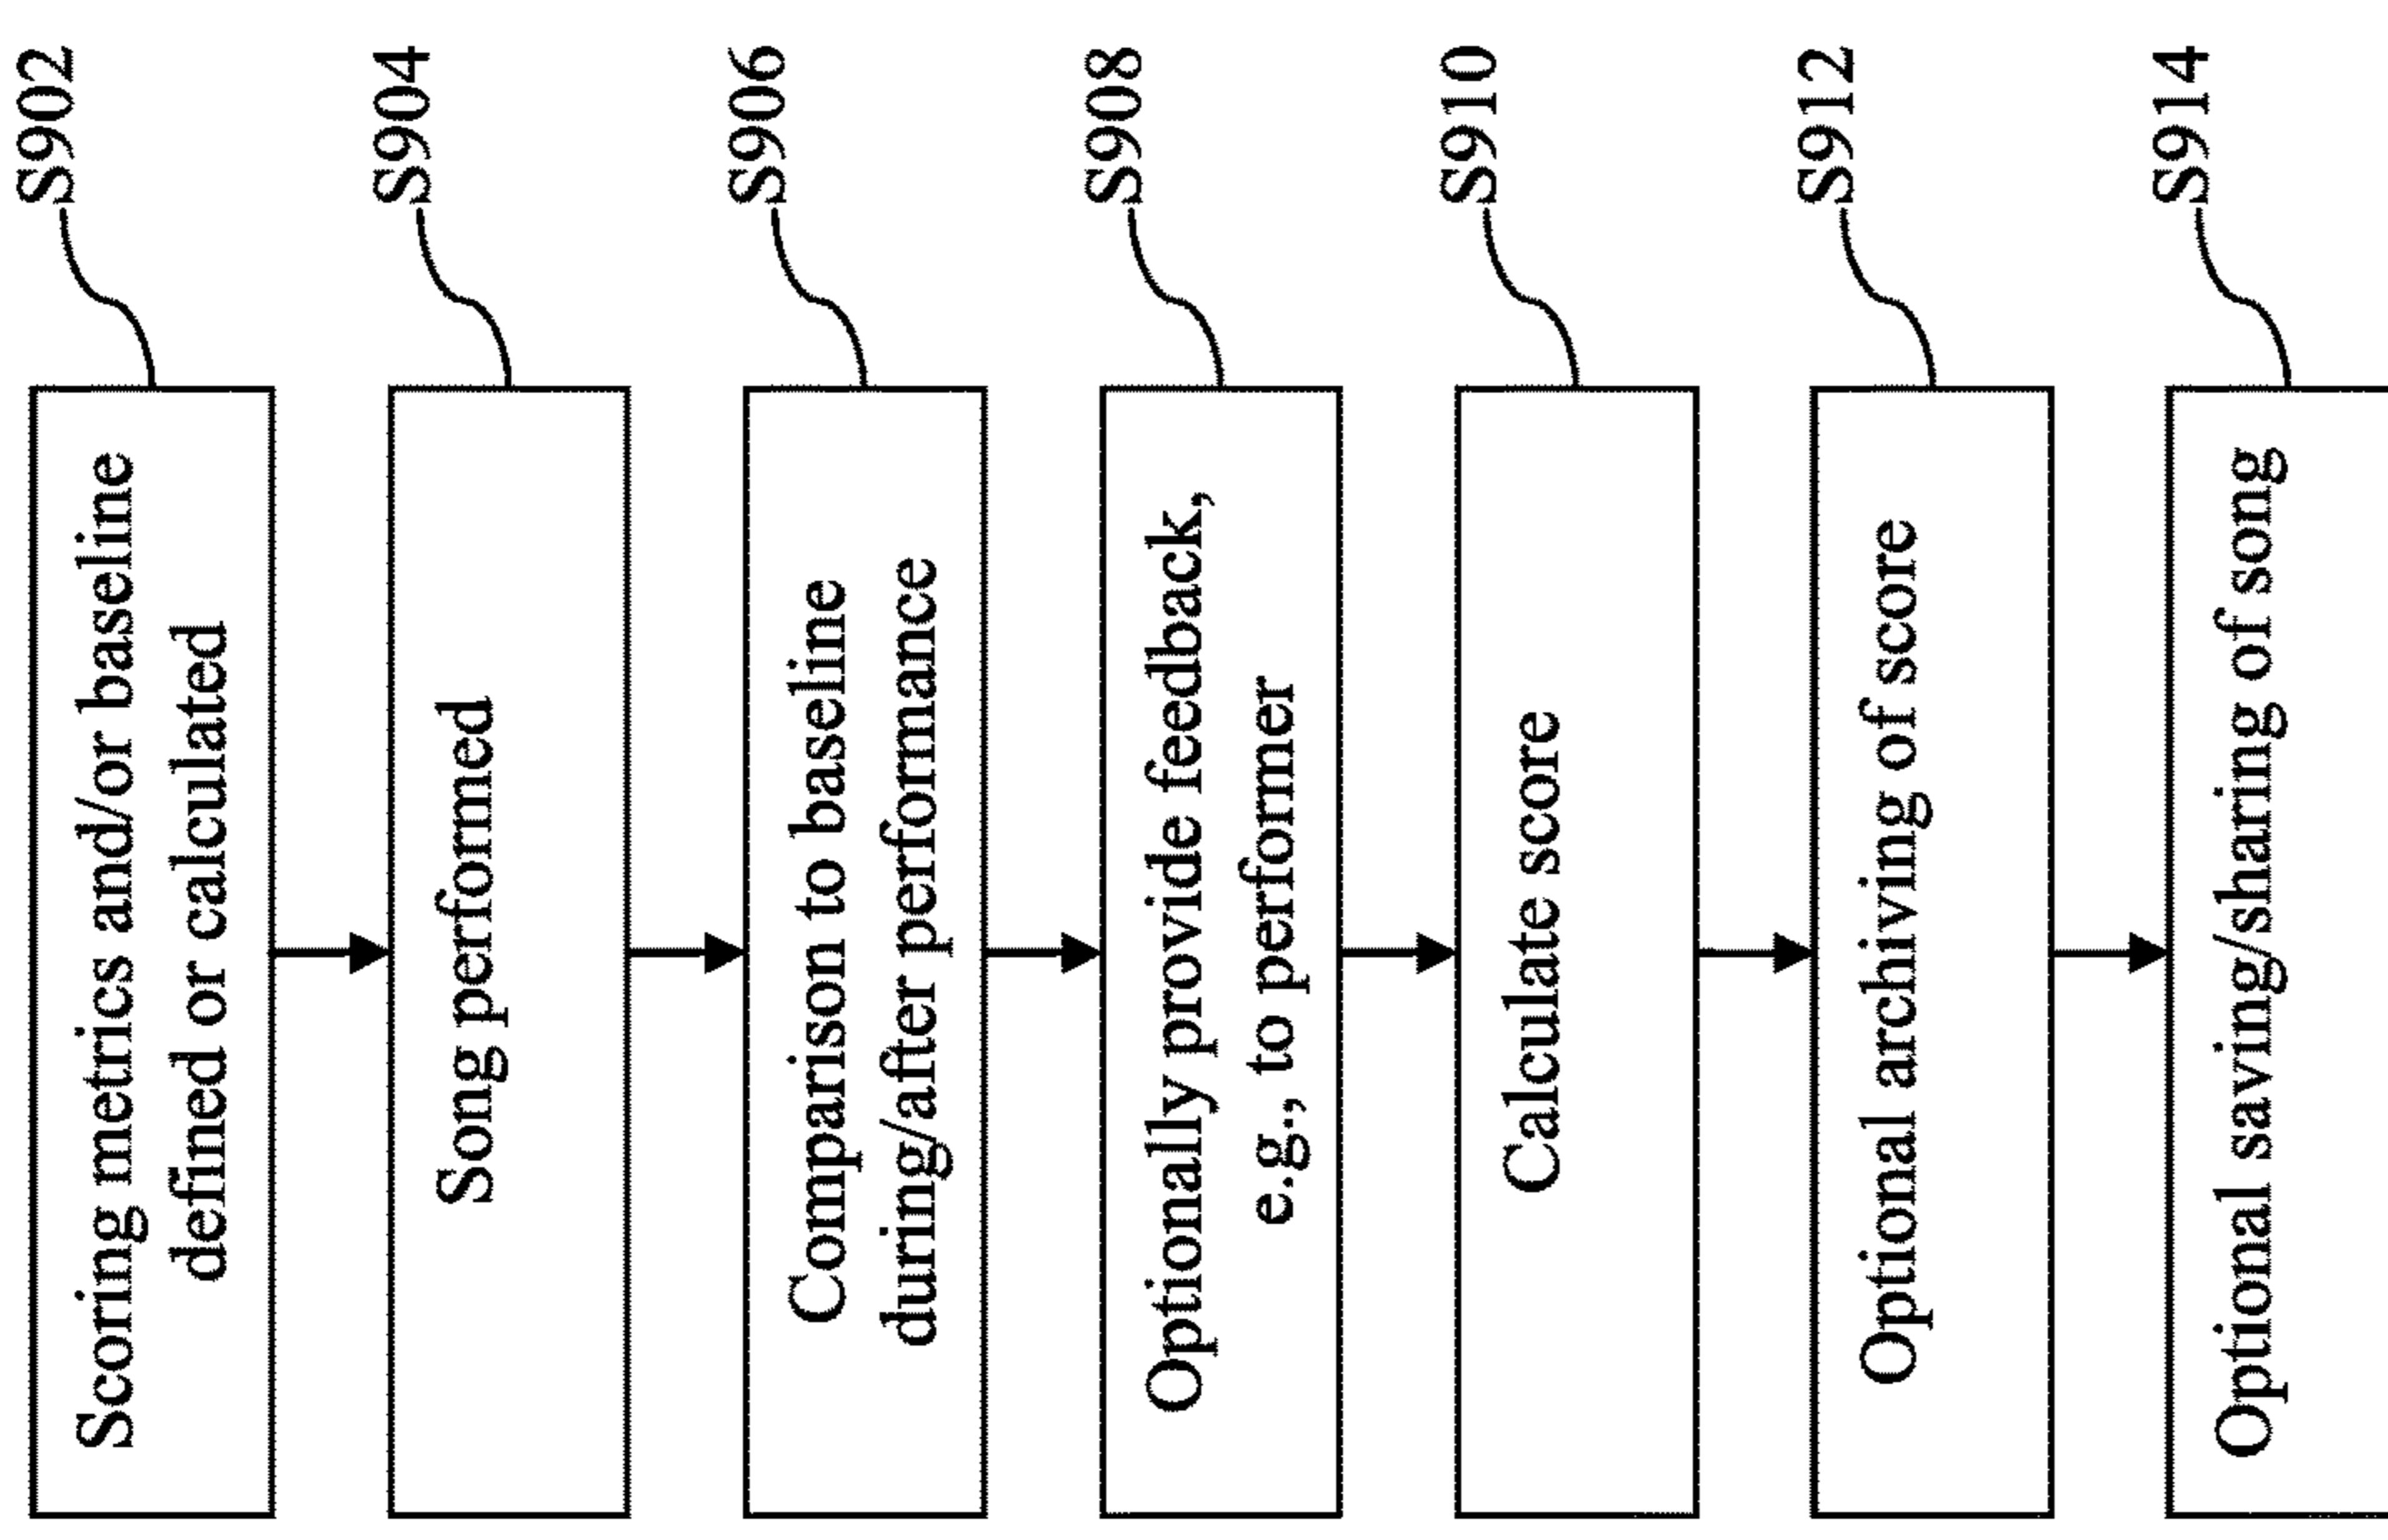 Scoring metrics and/or baseline
defined or calculated
S902
Song performed
S904
Comparison to baseline
during/after performance
S906
Optionally provide feedback,
e.g., to performer
S908
Calculate score
S910
Optional archiving of score
S912
Optional saving/sharing of song
S914